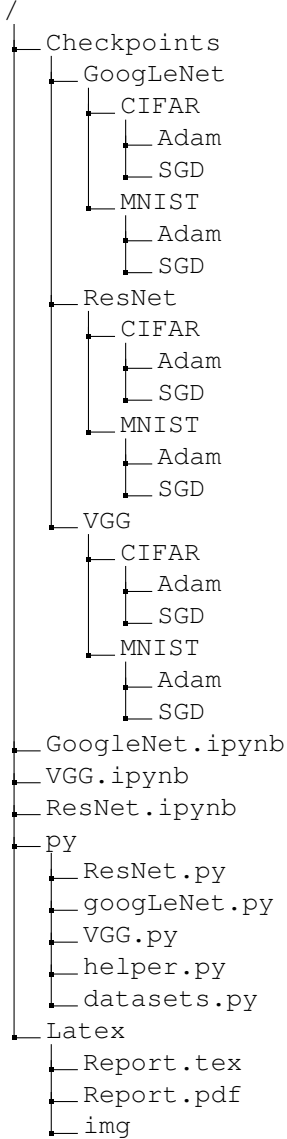 /
Checkpoints
GoogLeNet
CIFAR
Adam
SGD
MNIST
Adam
SGD
ResNet
CIFAR
Adam
SGD
MNIST
Adam
SGD
VGG
CIFAR
Adam
SGD
MNIST
Adam
SGD
GoogleNet.ipynb
VGG.ipynb
ResNet.ipynb
py
ResNet.py
googLeNet.py
VGG.py
helper.py
datasets.py
Latex
Report.tex
Report.pdf
img